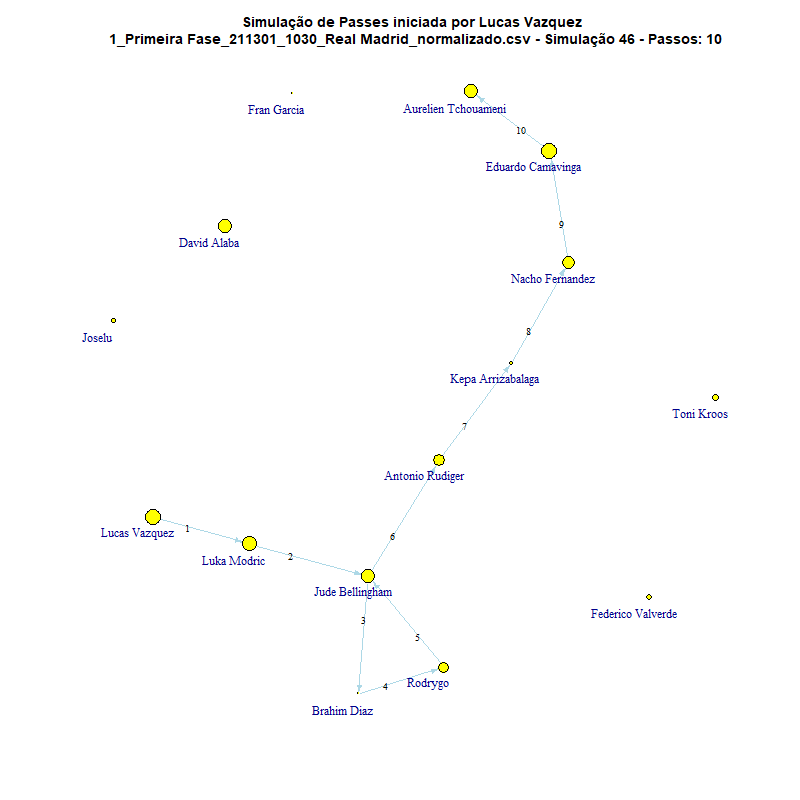 Simulação de Passes iniciada por Lucas Vazquez
1_Primeira Fase_211301_1030_Real Madrid_normalizado.csv - Simulação 46 - Passos: 10
Fran Garcia
Aurelien Tchouameni
10
Eduardo Camavinga
David Alaba
9
Nacho Fernandez
Joselu
8
Kepa Arrizabalaga
Toni Kroos
7
Antonio Rudiger
Lucas Vazquez
1
6
Luka Modric
2
Jude Bellingham
Federico Valverde
3
5
4
Rodrygo
Brahim Diaz